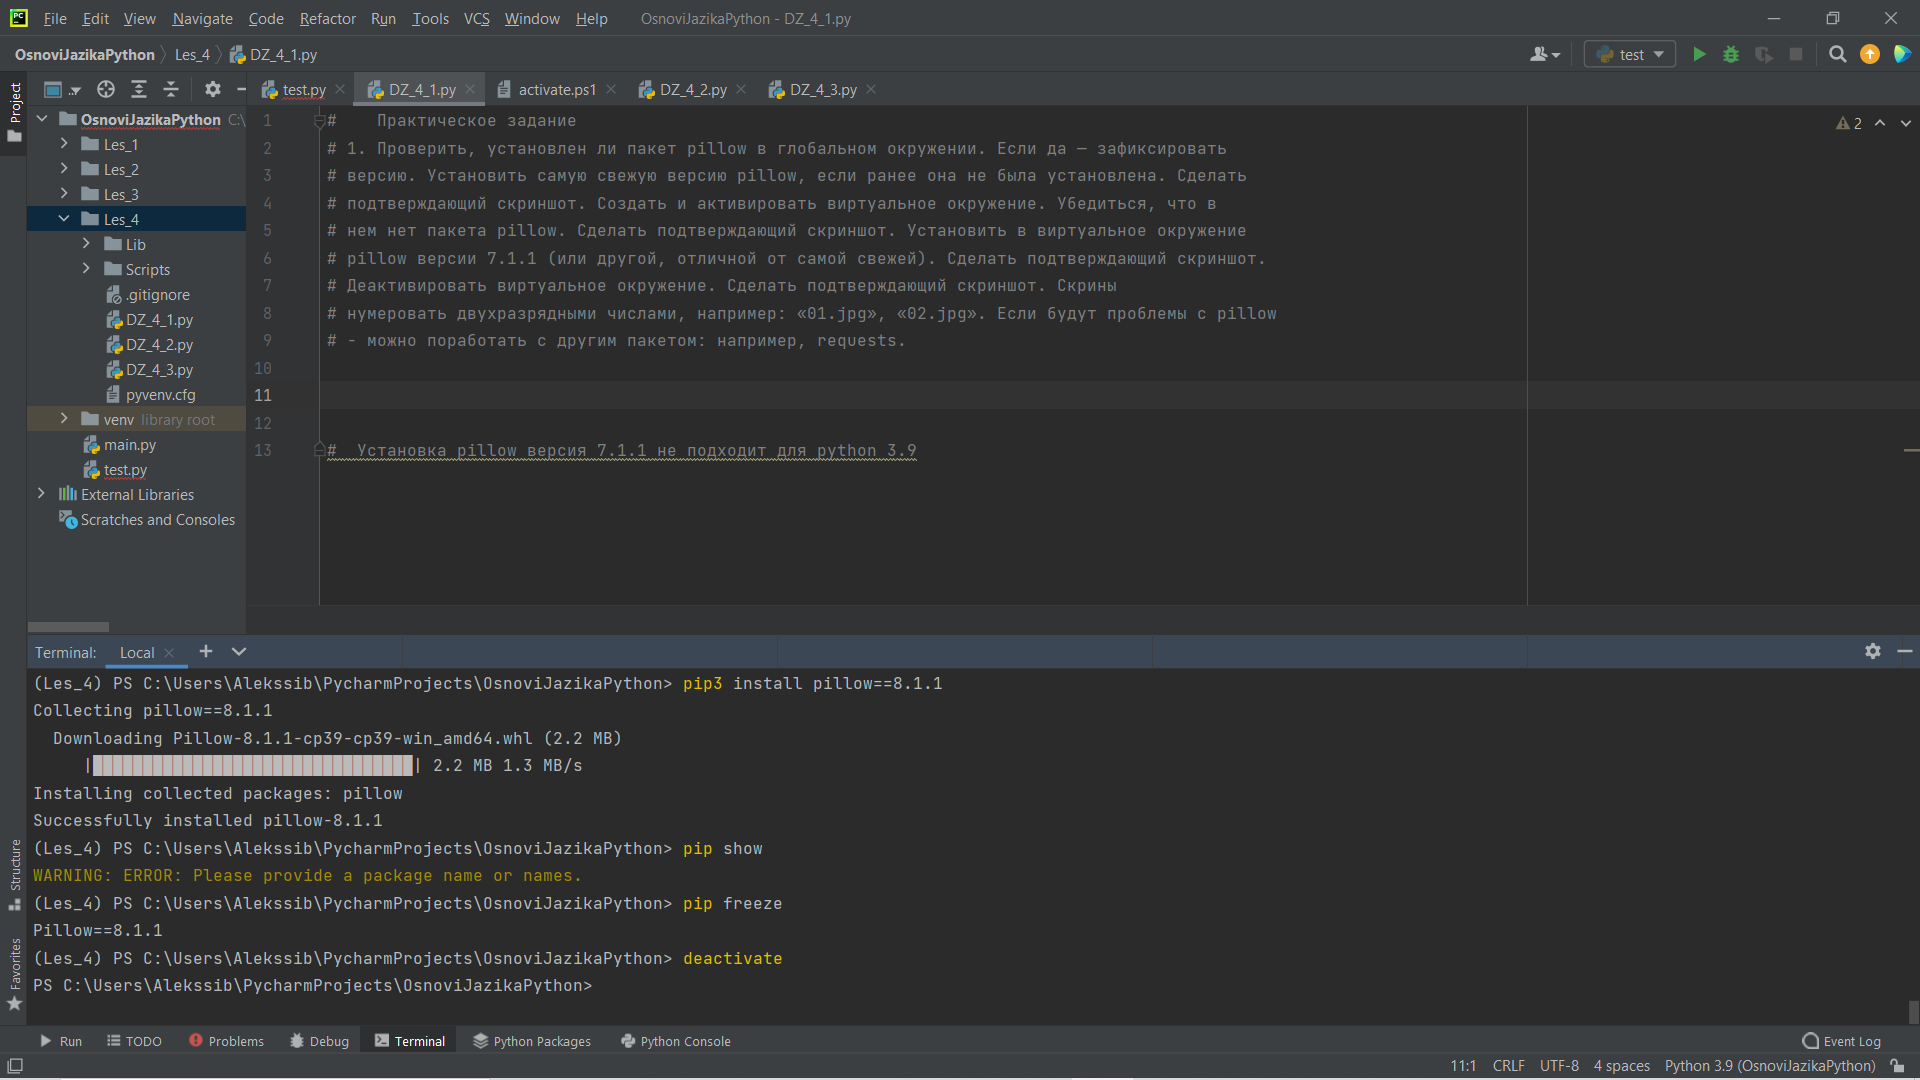 File Edit View Navigate Code Refactor Run Tools VCS Window Help OsnoviJazikaPython - DZ_4_1.py
OsnoviJazikaPython Les_4 DZ_4_1.py test
Project
test.py DZ_4_1.py activate.ps1 DZ_4_2.py DZ_4_3.py
OsnoviJazikaPython C:\
Les_1
Les_2
Les_3
Les_4
Lib
Scripts
.gitignore
DZ_4_1.py
DZ_4_2.py
DZ_4_3.py
pyvenv.cfg
venv library root
main.py
test.py
External Libraries
Scratches and Consoles
2
1 # Практическое задание
2 # 1. Проверить, установлен ли пакет pillow в глобальном окружении. Если да — зафиксировать
3 # версию. Установить самую свежую версию pillow, если ранее она не была установлена. Сделать
4 # подтверждающий скриншот. Создать и активировать виртуальное окружение. Убедиться, что в
5 # нем нет пакета pillow. Сделать подтверждающий скриншот. Установить в виртуальное окружение
6 # pillow версии 7.1.1 (или другой, отличной от самой свежей). Сделать подтверждающий скриншот.
7 # Деактивировать виртуальное окружение. Сделать подтверждающий скриншот. Скрины
8 # нумеровать двухразрядными числами, например: «01.jpg», «02.jpg». Если будут проблемы с pillow
9 # - можно поработать с другим пакетом: например, requests.
10
11
12
13 # Установка pillow версия 7.1.1 не подходит для python 3.9
Terminal: Local
(Les_4) PS C:\Users\Alekssib\PycharmProjects\OsnoviJazikaPython> pip3 install pillow==8.1.1
Collecting pillow==8.1.1
Downloading Pillow-8.1.1-cp39-cp39-win_amd64.whl (2.2 MB)
|████████████████████████████████| 2.2 MB 1.3 MB/s
Installing collected packages: pillow
Successfully installed pillow-8.1.1
(Les_4) PS C:\Users\Alekssib\PycharmProjects\OsnoviJazikaPython> pip show
WARNING: ERROR: Please provide a package name or names.
(Les_4) PS C:\Users\Alekssib\PycharmProjects\OsnoviJazikaPython> pip freeze
Pillow==8.1.1
(Les_4) PS C:\Users\Alekssib\PycharmProjects\OsnoviJazikaPython> deactivate
PS C:\Users\Alekssib\PycharmProjects\OsnoviJazikaPython>
Structure
Favorites
Run TODO Problems Debug Terminal Python Packages Python Console Event Log
11:1 CRLF UTF-8 4 spaces Python 3.9 (OsnoviJazikaPython)